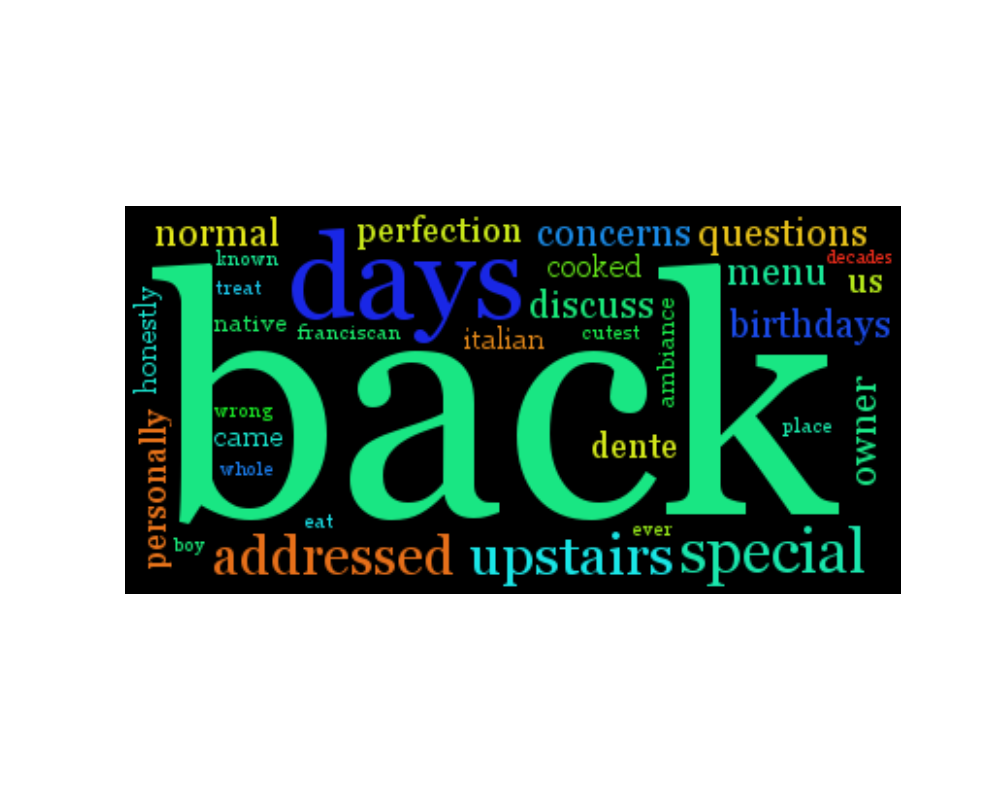 normal
perfection
concerns
questions
known
days
cooked
menu
decades
us
treat
honestly
discuss
native
franciscan
italian
cutest
ambiance
birthdays
back
wrong
came
whole
dente
place
owner
personally
boy
eat
ever
addressed
upstairs
special